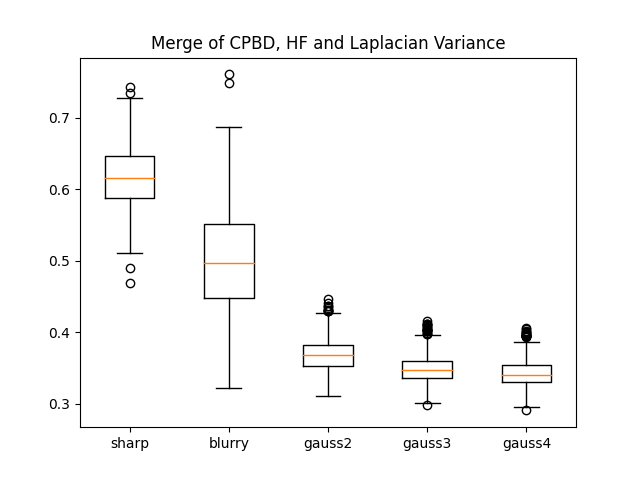 Merge of CPBD, HF and Laplacian Variance
0.7
0.6
0.5
0.4
0.3
sharp blurry gauss2 gauss3 gauss4